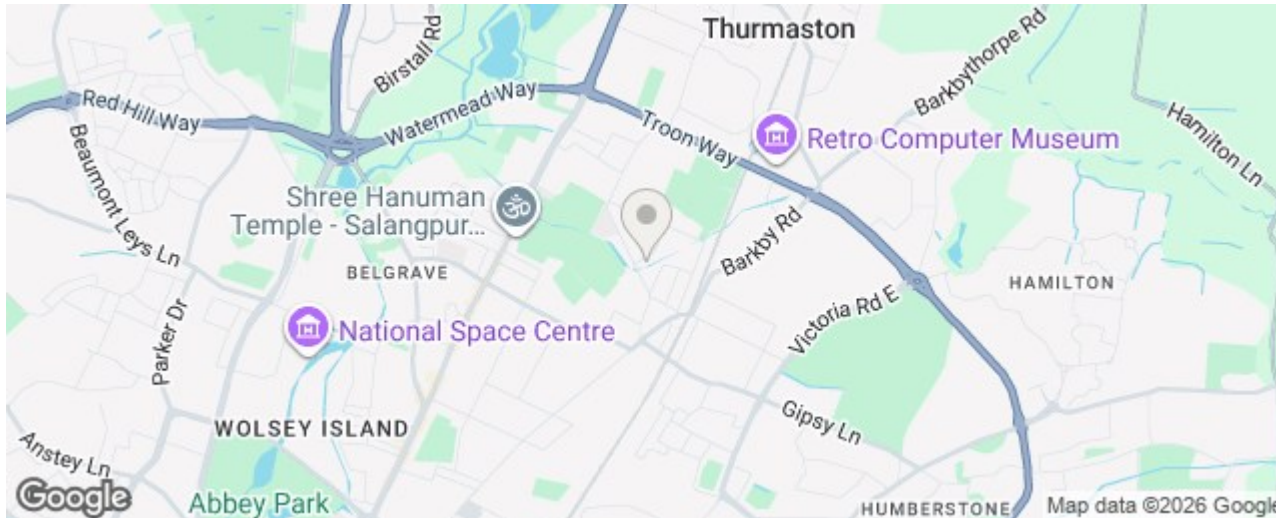 Thurmaston
Birstall Rd
Barkbythorpe Rd
Red Hill Way
Watermead Way
Troon Way
Retro Computer Museum
Hamilton Ln
Beaumont Leys Ln
Shree Hanuman
Temple - Salangpur...
Barkby Rd
BELGRAVE
HAMILTON
Victoria Rd E
National Space Centre
Parker Dr
Gipsy Ln
WOLSEY ISLAND
Anstey Ln
Abbey Park
HUMBERSTONE
Google
Map data ©2026 Google